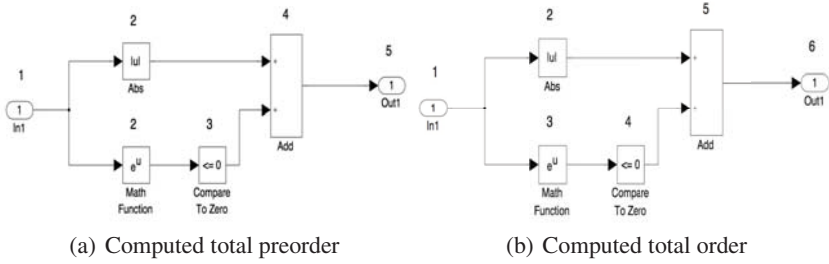 4
2
5
1
|u|
+
1
Abs
Out1
1
In1
2
3
+
Add
e^u
<= 0
Math
Function
Compare
To Zero
(a) Computed total preorder
5
2
6
1
|u|
+
1
Abs
Out1
1
In1
3
4
Add
e^u
<= 0
Math
Function
Compare
To Zero
(b) Computed total order